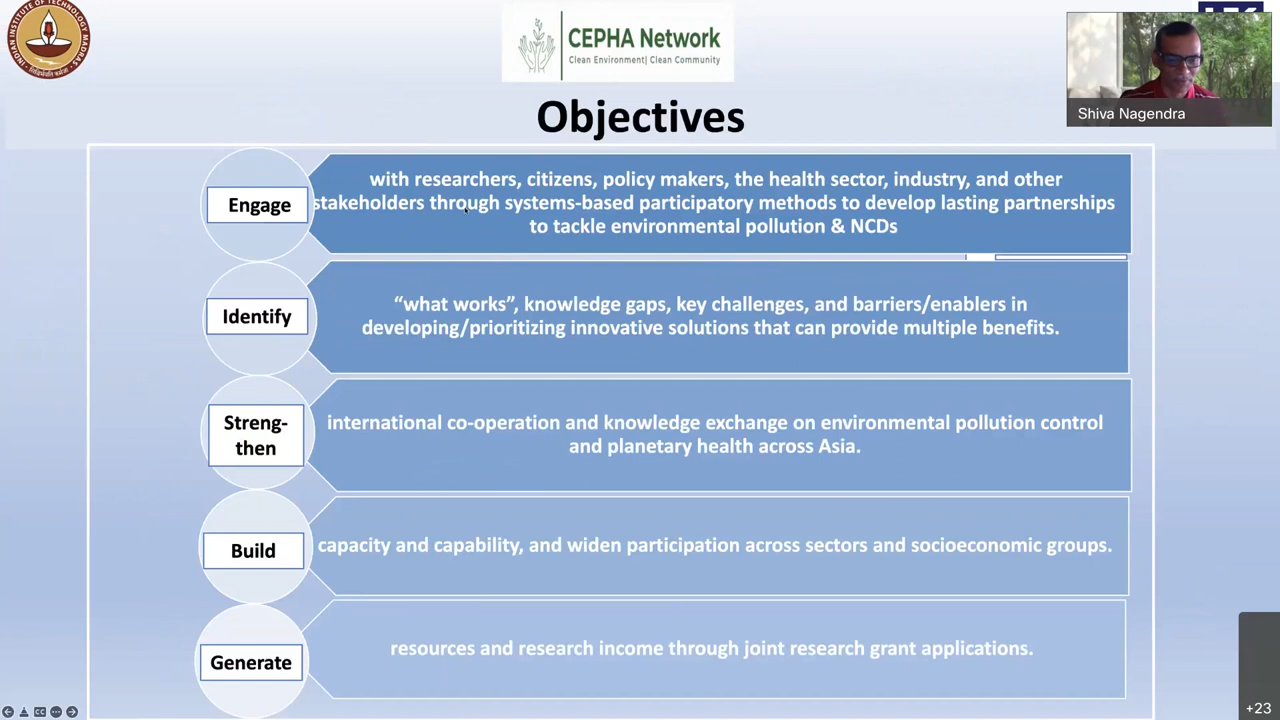 INDIAN INSTITUTE OF TECHNOLOGY MADRAS
CEPHA Network
Clean Environment| Clean Community
Shiva Nagendra
Objectives
Engage
with researchers, citizens, policy makers, the health sector, industry, and other
stakeholders through systems-based participatory methods to develop lasting partnerships
to tackle environmental pollution & NCDs
Identify
“what works”, knowledge gaps, key challenges, and barriers/enablers in
developing/prioritizing innovative solutions that can provide multiple benefits.
Streng-
then
international co-operation and knowledge exchange on environmental pollution control
and planetary health across Asia.
Build
capacity and capability, and widen participation across sectors and socioeconomic groups.
Generate
resources and research income through joint research grant applications.
+23